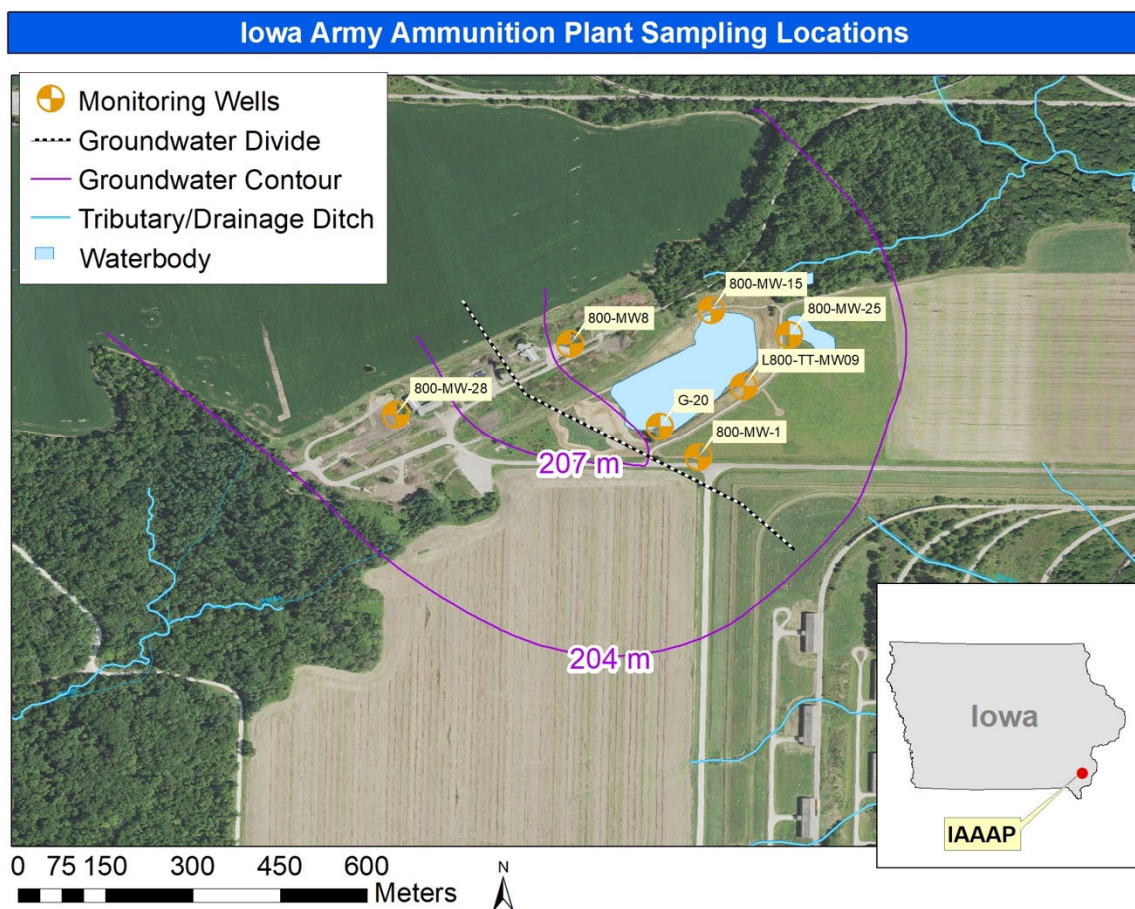 Iowa Army Ammunition Plant Sampling Locations
Monitoring Wells
Groundwater Divide
Groundwater Contour
Tributary/Drainage Ditch
Waterbody
800-MW-15
800-MW-25
800-MW8
L800-TT-MW09
800-MW-28
G-20
800-MW-1
207 m
204 m
Iowa
IAAAP
0 75 150 300 450 600
Meters
N